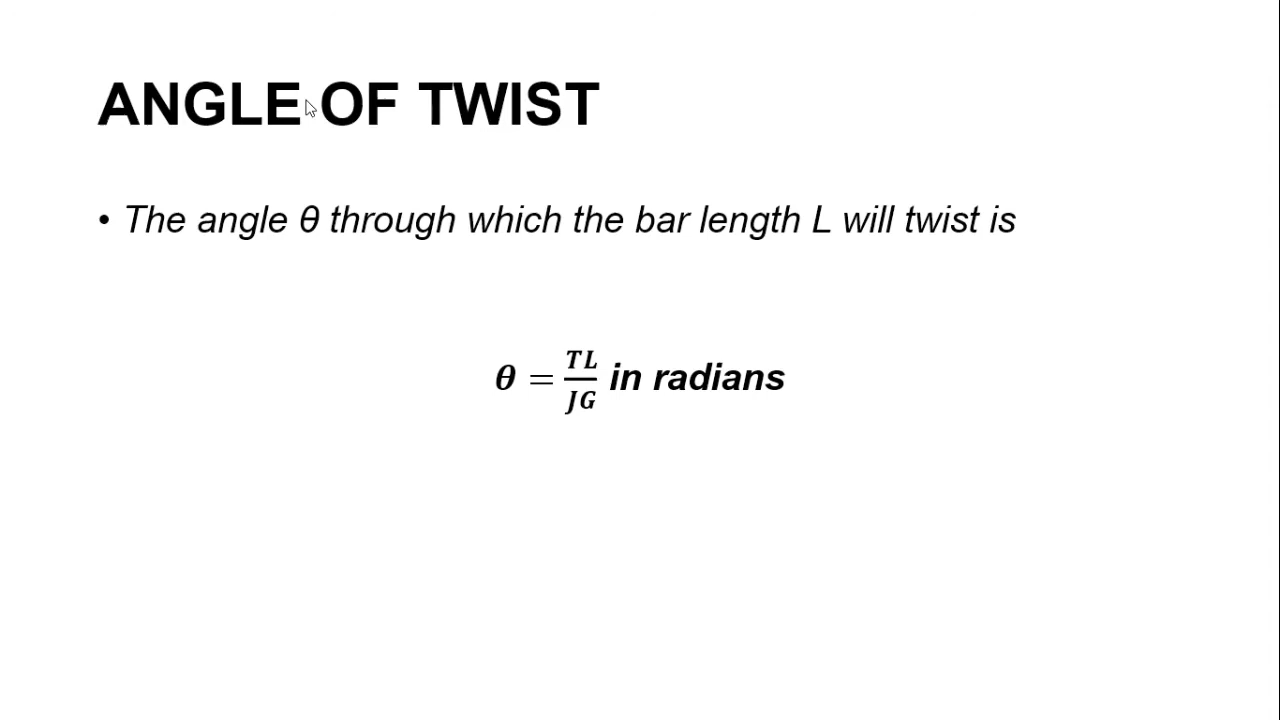 ANGLE OF TWIST
• The angle θ through which the bar length L will twist is
θ = TL/JG in radians